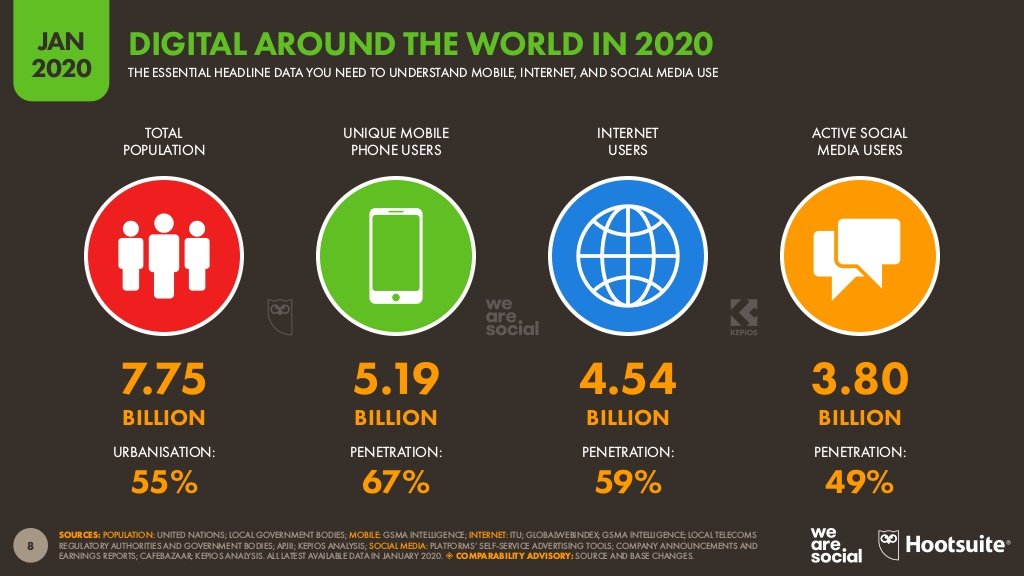 JAN
2020
DIGITAL AROUND THE WORLD IN 2020
THE ESSENTIAL HEADLINE DATA YOU NEED TO UNDERSTAND MOBILE, INTERNET, AND SOCIAL MEDIA USE
TOTAL
POPULATION
UNIQUE MOBILE
PHONE USERS
INTERNET
USERS
ACTIVE SOCIAL
MEDIA USERS
we
are
social
KEPIOS
7.75
BILLION
URBANISATION:
55%
5.19
BILLION
PENETRATION:
67%
4.54
BILLION
PENETRATION:
59%
3.80
BILLION
PENETRATION:
49%
8
SOURCES: POPULATION: UNITED NATIONS; LOCAL GOVERNMENT BODIES; MOBILE: GSMA INTELLIGENCE; INTERNET: ITU; GLOBALWEBINDEX; GSMA INTELLIGENCE; LOCAL TELECOMS
REGULATORY AUTHORITIES AND GOVERNMENT BODIES; APJII; KEPIOS ANALYSIS; SOCIAL MEDIA: PLATFORMS' SELF-SERVICE ADVERTISING TOOLS; COMPANY ANNOUNCEMENTS AND
EARNINGS REPORTS; CAFEBAZAAR; KEPIOS ANALYSIS. ALL LATEST AVAILABLE DATA IN JANUARY 2020. COMPARABILITY ADVISORY: SOURCE AND BASE CHANGES.
we
are
social
Hootsuite®